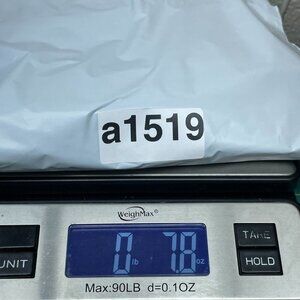 a1519
WeighMax®
0 lb 7.8 oz
TARE
UNIT
HOLD
Max:90LB d=0.1OZ